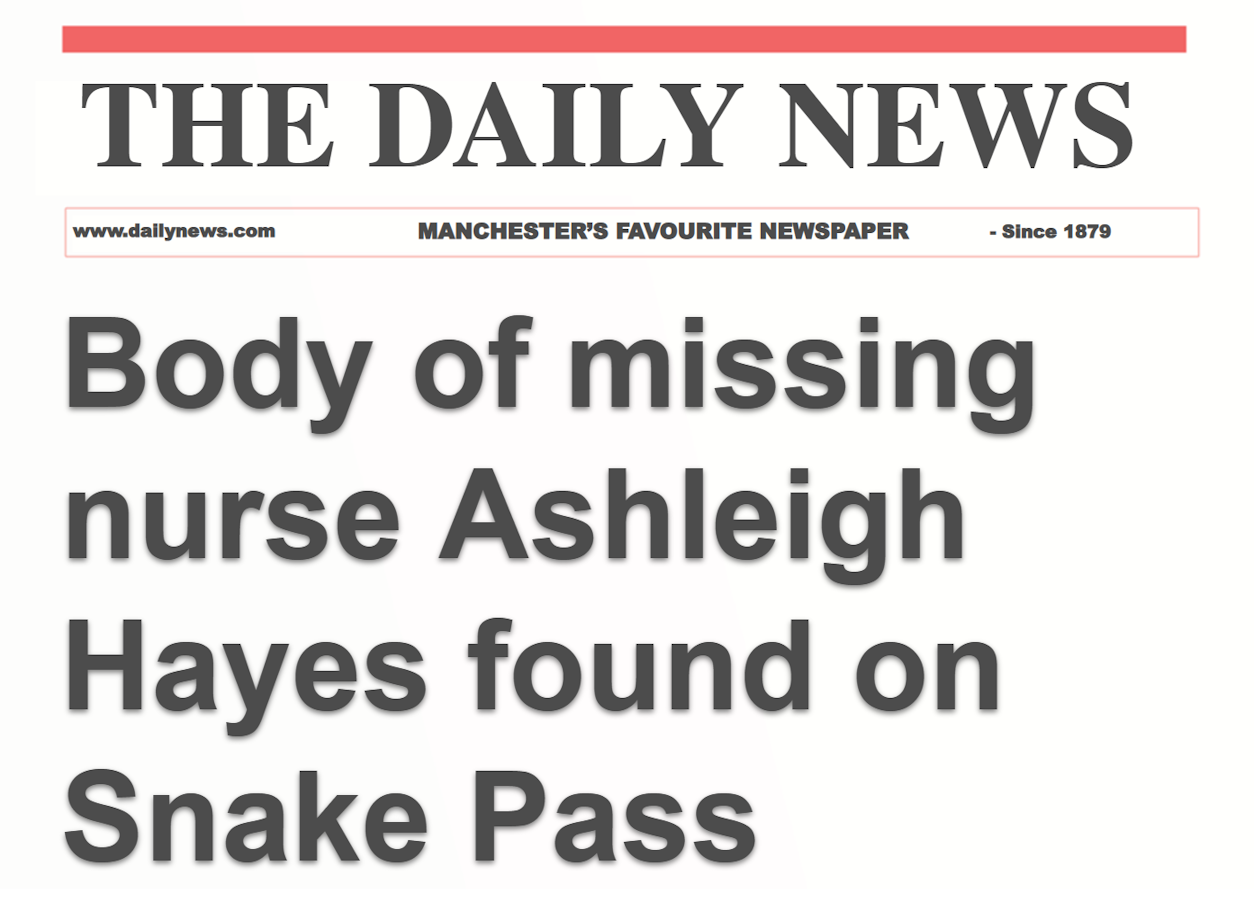 THE DAILY NEWS
www.dailynews.com MANCHESTER’S FAVOURITE NEWSPAPER - Since 1879
Body of missing
nurse Ashleigh
Hayes found on
Snake Pass